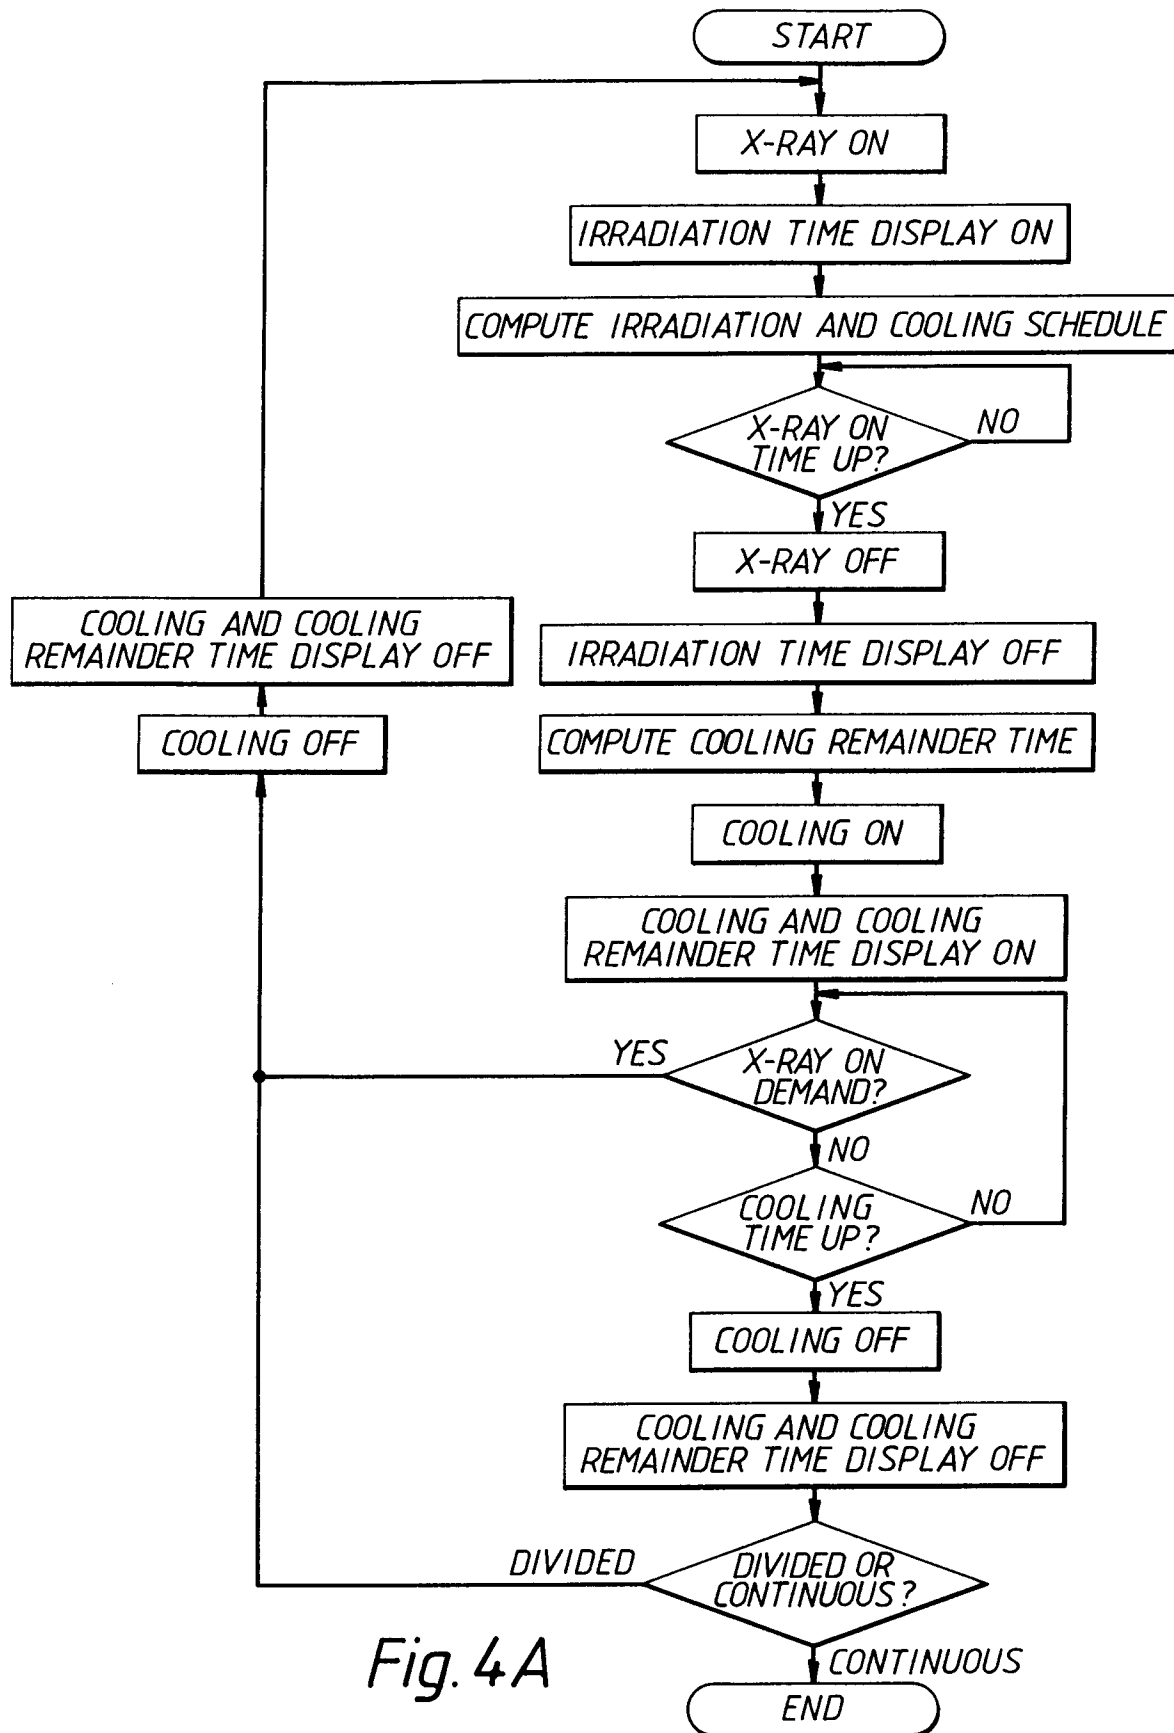 START
X-RAY ON
IRRADIATION TIME DISPLAY ON
COMPUTE IRRADIATION AND COOLING SCHEDULE
X-RAY ON
TIME UP?
NO
YES
X-RAY OFF
COOLING AND COOLING
REMAINDER TIME DISPLAY OFF
IRRADIATION TIME DISPLAY OFF
COOLING OFF
COMPUTE COOLING REMAINDER TIME
COOLING ON
COOLING AND COOLING
REMAINDER TIME DISPLAY ON
YES
X-RAY ON
DEMAND?
NO
COOLING
TIME UP?
NO
YES
COOLING OFF
COOLING AND COOLING
REMAINDER TIME DISPLAY OFF
DIVIDED
DIVIDED OR
CONTINUOUS?
CONTINUOUS
Fig. 4A
END